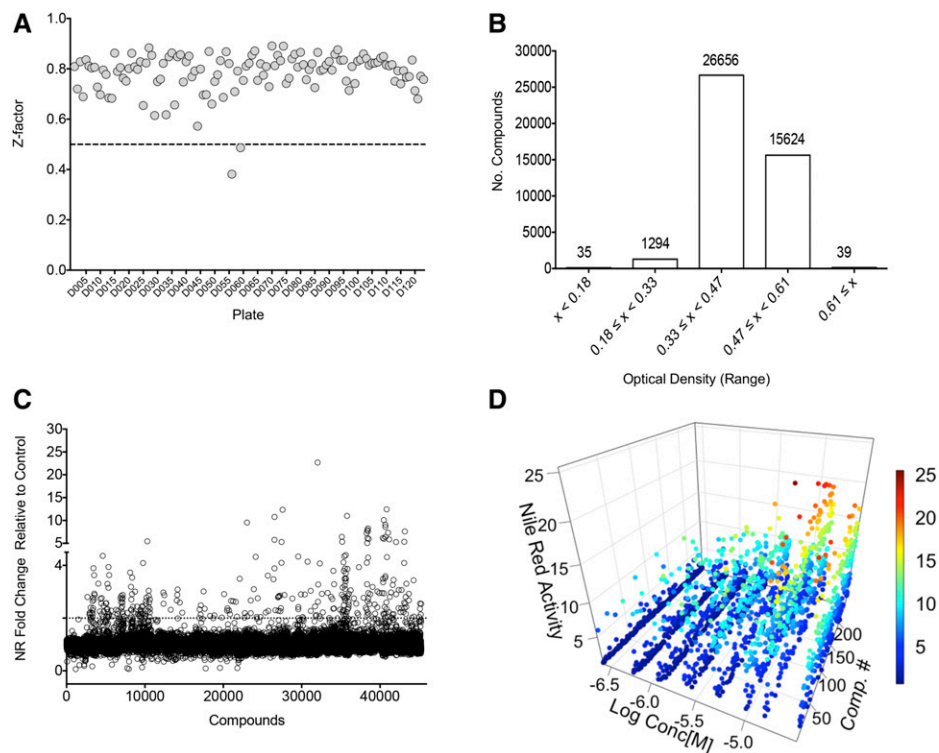 A
Z-factor
1.0
0.8
0.6
0.4
0.2
0.0
D005 D010 D015 D020 D025 D030 D035 D040 D045 D050 D055 D060 D065 D070 D075 D080 D085 D090 D095 D100 D105 D110 D115 D120
Plate
B
No. Compounds
30000
25000
20000
15000
10000
5000
0
35
1294
26656
15624
39
x < 0.18
0.18 ≤ x < 0.33
0.33 ≤ x < 0.47
0.47 ≤ x < 0.61
0.61 ≤ x
Optical Density (Range)
C
NR Fold Change Relative to Control
30
25
20
15
10
5
4
0
0 10000 20000 30000 40000
Compounds
D
Nile Red Activity
25
20
15
10
5
-6.5
-6.0
-5.5
-5.0
Log Conc[M]
50
100
150
200
Comp. #
25
20
15
10
5